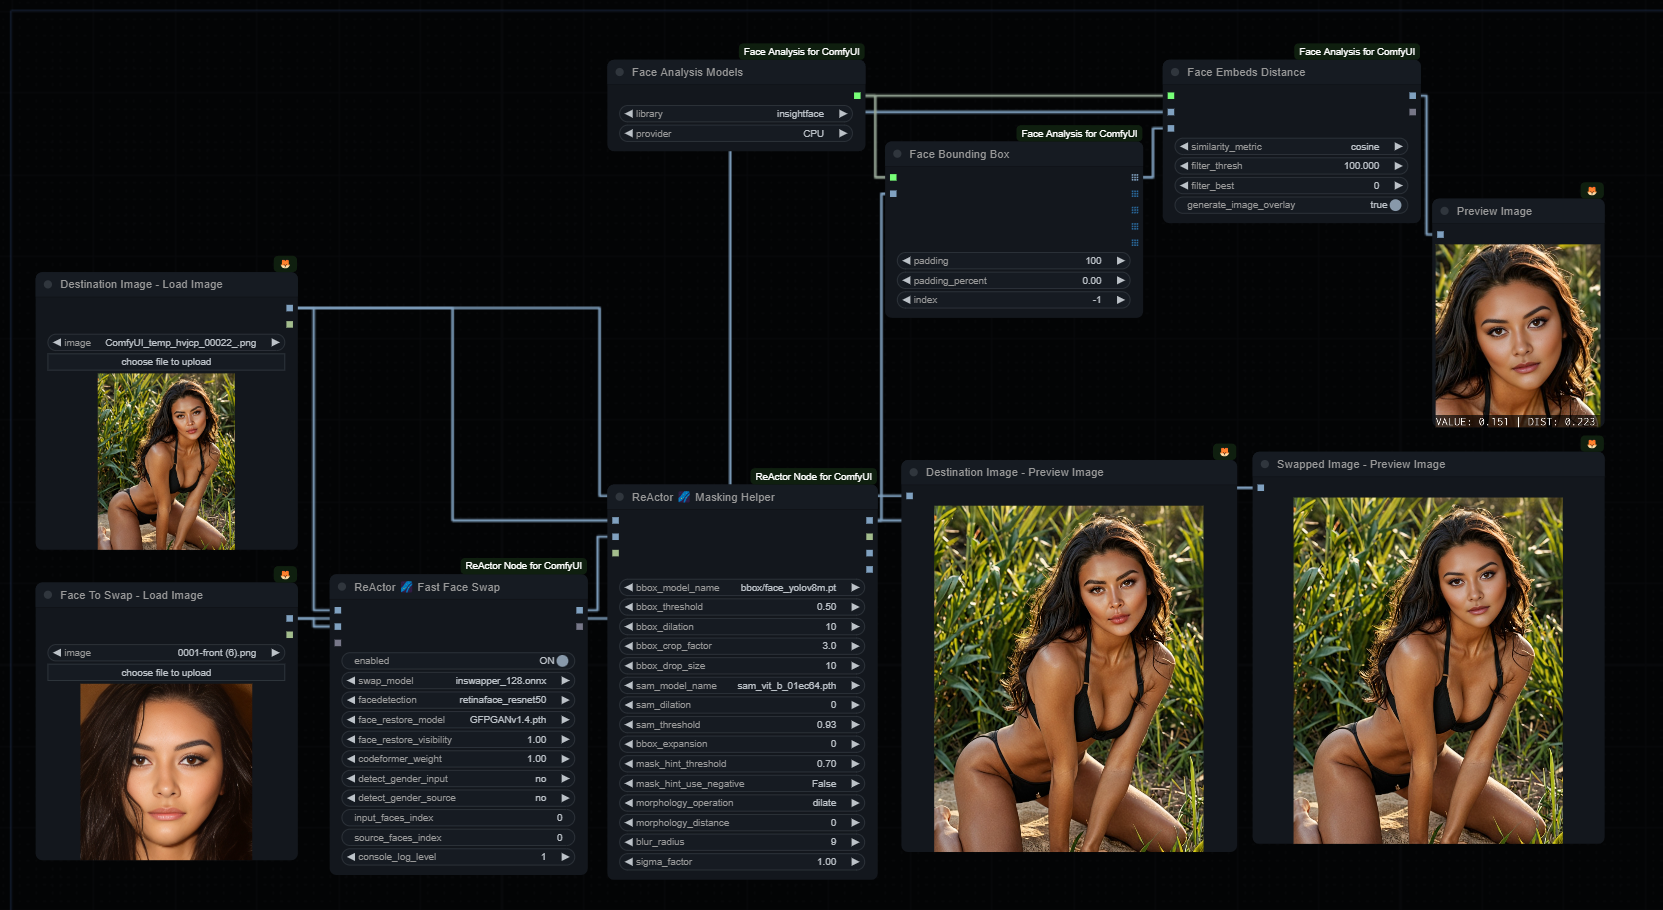 Face Analysis for ComfyUI
Face Analysis Models
library insightface
provider CPU
Face Analysis for ComfyUI
Face Bounding Box
padding 100
padding_percent 0.00
index -1
Face Analysis for ComfyUI
Face Embeds Distance
similarity_metric cosine
filter_thresh 100.000
filter_best 0
generate_image_overlay true
Preview Image
VALUE: 0.151 | DIST: 0.223
Destination Image - Load Image
image ComfyUI_temp_hvjcp_00022_.png
choose file to upload
Face To Swap - Load Image
image 0001-front (6).png
choose file to upload
ReActor Node for ComfyUI
ReActor Fast Face Swap
enabled ON
swap_model inswapper_128.onnx
facedetection retinaface_resnet50
face_restore_model GFPGANv1.4.pth
face_restore_visibility 1.00
codeformer_weight 1.00
detect_gender_input no
detect_gender_source no
input_faces_index 0
source_faces_index 0
console_log_level 1
ReActor Node for ComfyUI
ReActor Masking Helper
bbox_model_name bbox/face_yolov8m.pt
bbox_threshold 0.50
bbox_dilation 10
bbox_crop_factor 3.0
bbox_drop_size 10
sam_model_name sam_vit_b_01ec64.pth
sam_dilation 0
sam_threshold 0.93
bbox_expansion 0
mask_hint_threshold 0.70
mask_hint_use_negative False
morphology_operation dilate
morphology_distance 0
blur_radius 9
sigma_factor 1.00
Destination Image - Preview Image
Swapped Image - Preview Image